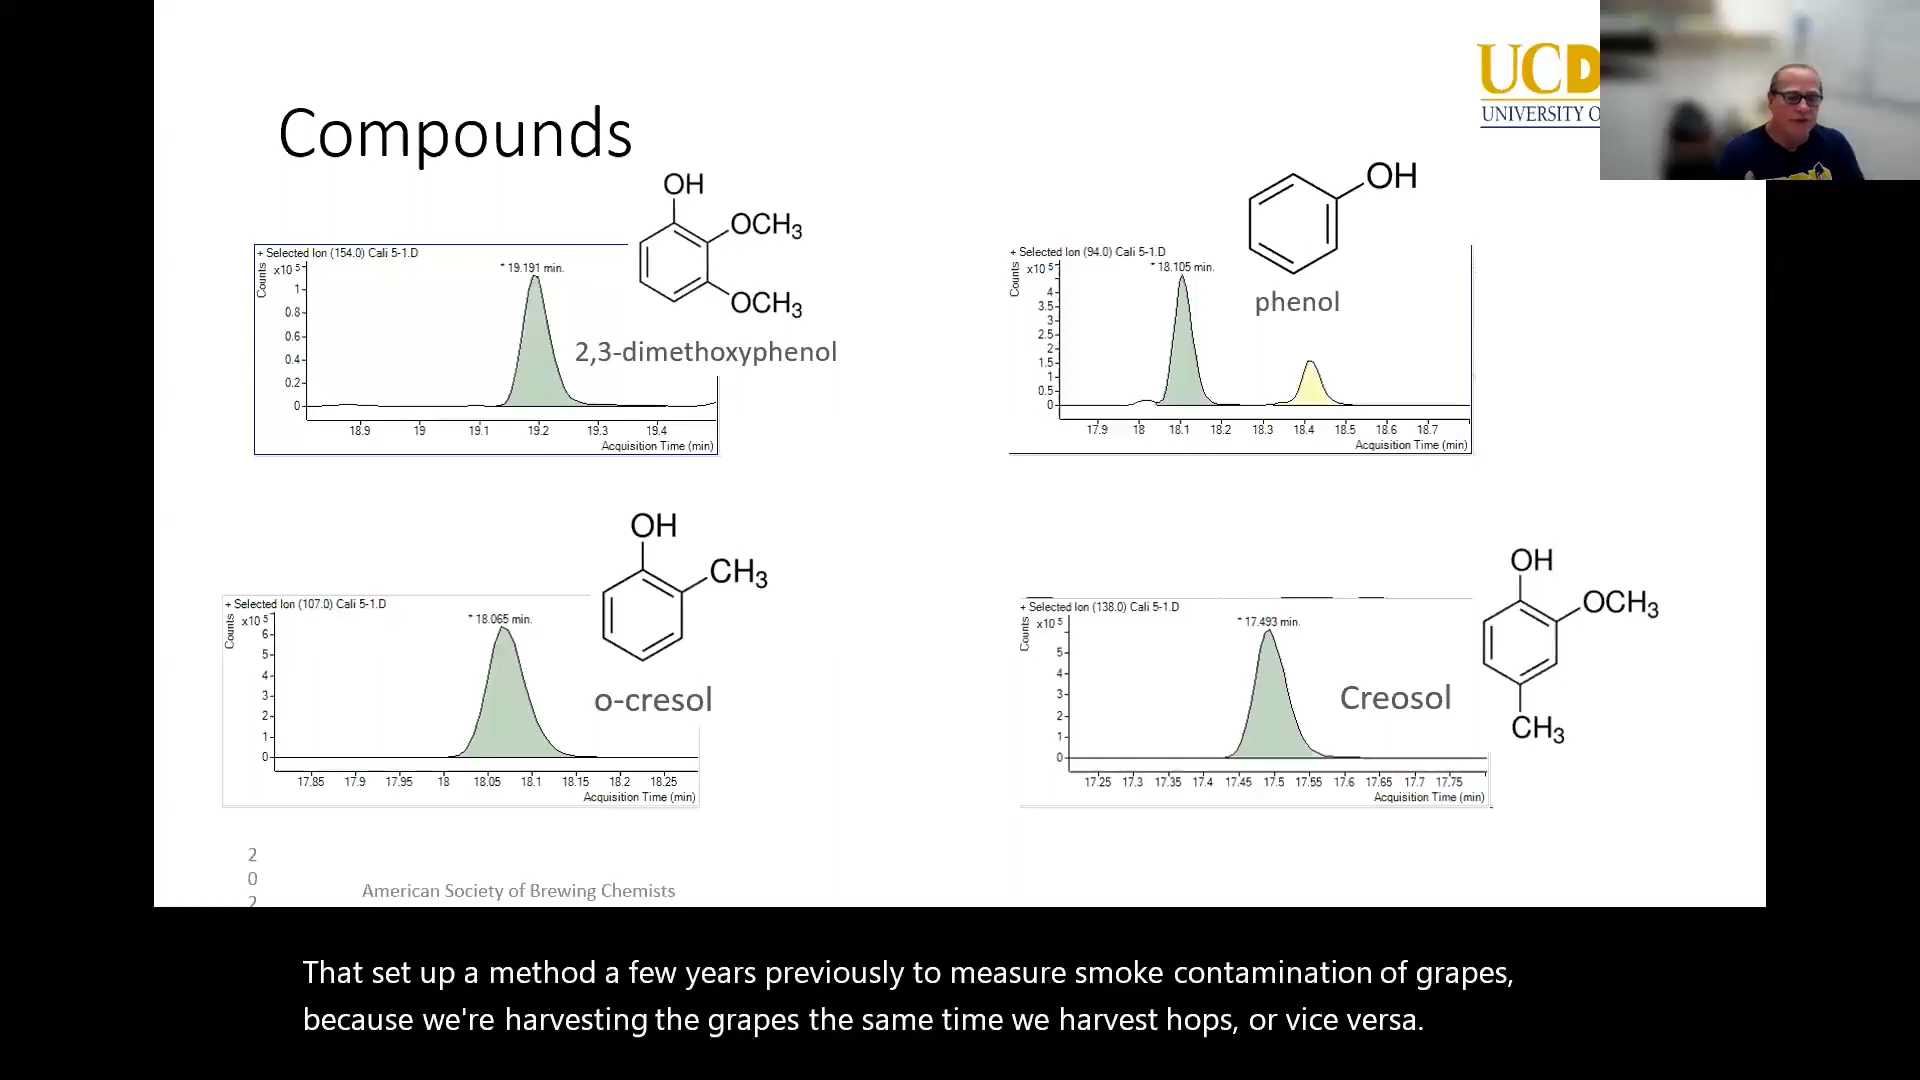 UCD
UNIVERSITY O
Compounds
OH
OCH3
OCH3
2,3-dimethoxyphenol
+ Selected Ion (154.0) Cali 5-1.D
Counts
x10 5
* 19.191 min.
1
0.8
0.6
0.4
0.2
0
18.9 19 19.1 19.2 19.3 19.4
Acquisition Time (min)
OH
phenol
+ Selected Ion (94.0) Cali 5-1.D
Counts
x10 5
* 18.105 min.
4
3.5
3
2.5
2
1.5
1
0.5
0
17.9 18 18.1 18.2 18.3 18.4 18.5 18.6 18.7
Acquisition Time (min)
OH
CH3
o-cresol
+ Selected Ion (107.0) Cali 5-1.D
Counts
x10 5
* 18.065 min.
6
5
4
3
2
1
0
17.85 17.9 17.95 18 18.05 18.1 18.15 18.2 18.25
Acquisition Time (min)
OH
OCH3
CH3
Creosol
+ Selected Ion (138.0) Cali 5-1.D
Counts
x10 5
* 17.493 min.
5
4
3
2
1
0
17.25 17.3 17.35 17.4 17.45 17.5 17.55 17.6 17.65 17.7 17.75
Acquisition Time (min)
2
0
2
American Society of Brewing Chemists
That set up a method a few years previously to measure smoke contamination of grapes,
because we're harvesting the grapes the same time we harvest hops, or vice versa.